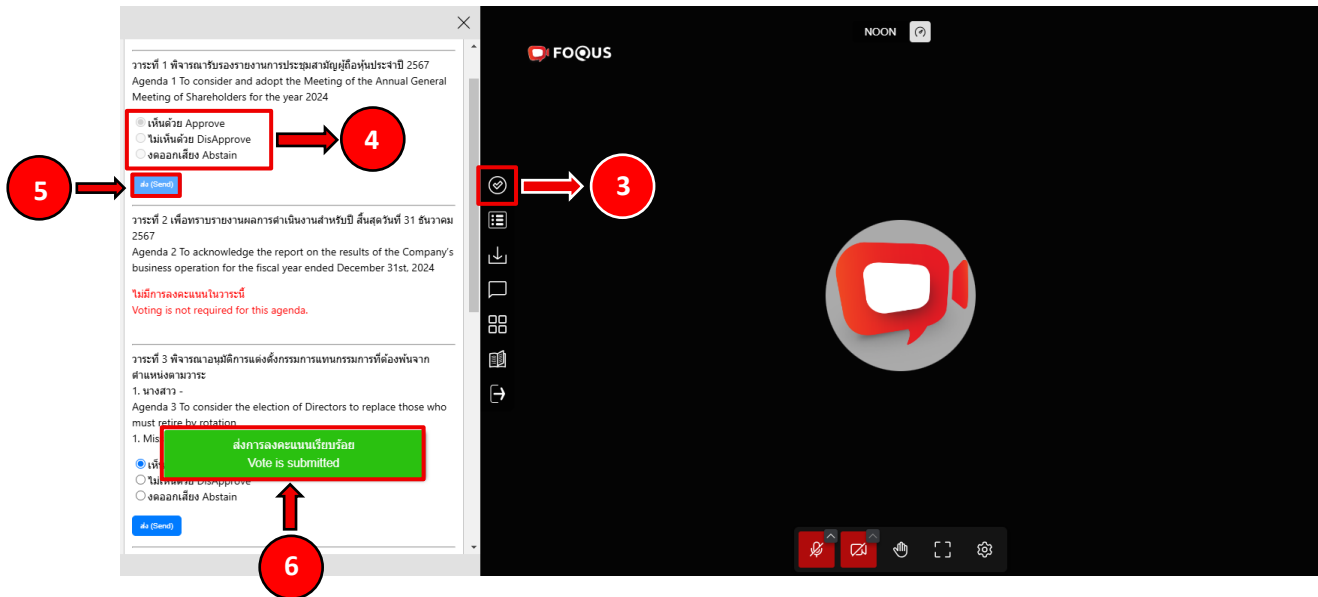 NOON
FOQUS
วาระที่ 1 พิจารณารับรองรายงานการประชุมสามัญผู้ถือหุ้นประจำปี 2567
Agenda 1 To consider and adopt the Meeting of the Annual General
Meeting of Shareholders for the year 2024
เห็นด้วย Approve
ไม่เห็นด้วย DisApprove
งดออกเสียง Abstain
4
5
ส่ง (Send)
3
วาระที่ 2 เพื่อทราบรายงานผลการดำเนินงานสำหรับปี สิ้นสุดวันที่ 31 ธันวาคม
2567
Agenda 2 To acknowledge the report on the results of the Company's
business operation for the fiscal year ended December 31st, 2024
ไม่มีการลงคะแนนในวาระนี้
Voting is not required for this agenda.
วาระที่ 3 พิจารณาอนุมัติการแต่งตั้งกรรมการแทนกรรมการที่ต้องพ้นจาก
ตำแหน่งตามวาระ
1. นางสาว -
Agenda 3 To consider the election of Directors to replace those who
must retire by rotation
1. Mis
ส่งการลงคะแนนเรียบร้อย
Vote is submitted
ไม่เห็นด้วย DisApprove
งดออกเสียง Abstain
ส่ง (Send)
6